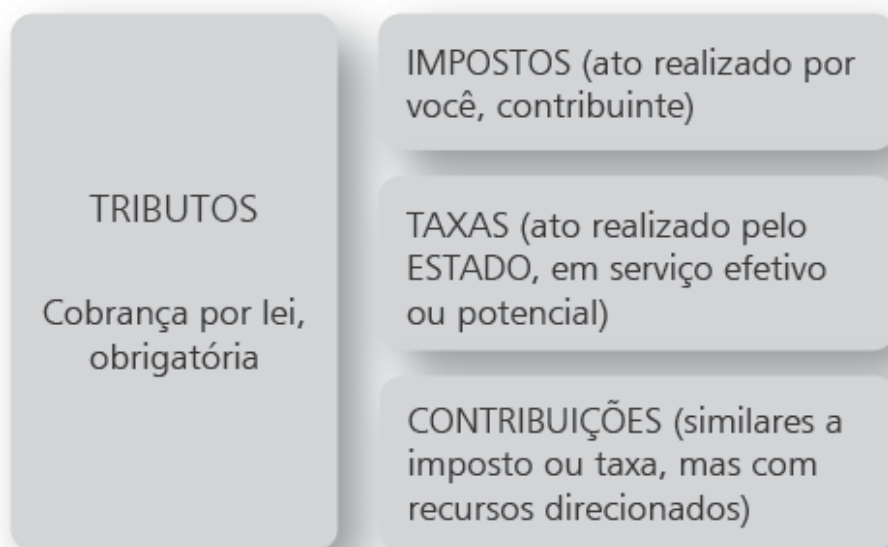 TRIBUTOS
Cobrança por lei,
obrigatória
IMPOSTOS (ato realizado por
você, contribuinte)
TAXAS (ato realizado pelo
ESTADO, em serviço efetivo
ou potencial)
CONTRIBUIÇÕES (similares a
imposto ou taxa, mas com
recursos direcionados)